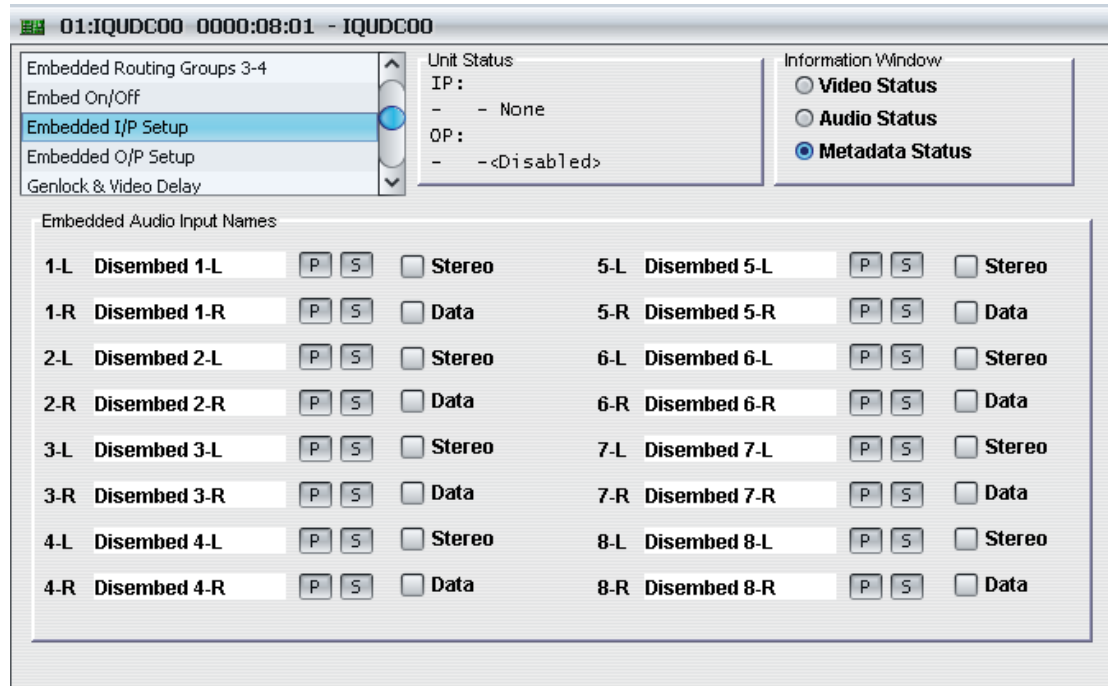 01:IQUDC00 0000:08:01 - IQUDC00
Embedded Routing Groups 3-4
Embed On/Off
Embedded I/P Setup
Embedded O/P Setup
Genlock & Video Delay
Unit Status
IP:
- - None
OP:
- -<Disabled>
Information Window
Video Status
Audio Status
Metadata Status
Embedded Audio Input Names
1-L Disembed 1-L P S Stereo
1-R Disembed 1-R P S Data
2-L Disembed 2-L P S Stereo
2-R Disembed 2-R P S Data
3-L Disembed 3-L P S Stereo
3-R Disembed 3-R P S Data
4-L Disembed 4-L P S Stereo
4-R Disembed 4-R P S Data
5-L Disembed 5-L P S Stereo
5-R Disembed 5-R P S Data
6-L Disembed 6-L P S Stereo
6-R Disembed 6-R P S Data
7-L Disembed 7-L P S Stereo
7-R Disembed 7-R P S Data
8-L Disembed 8-L P S Stereo
8-R Disembed 8-R P S Data